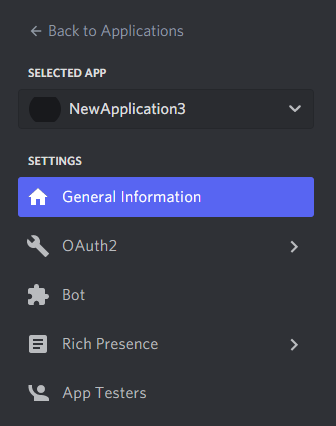 Back to Applications
SELECTED APP
NewApplication3
SETTINGS
General Information
OAuth2
Bot
Rich Presence
App Testers